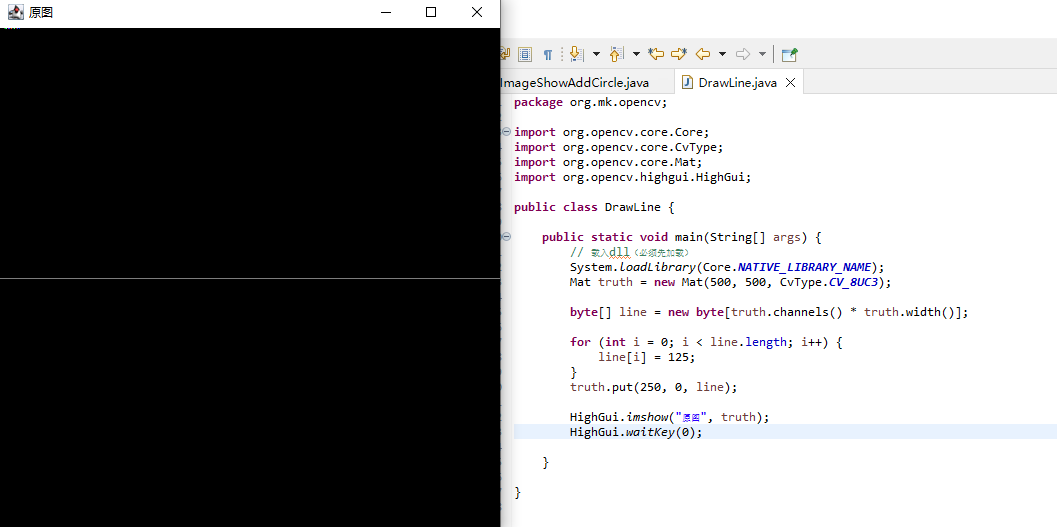 原图
ImageShowAddCircle.java
DrawLine.java
package org.mk.opencv;
import org.opencv.core.Core;
import org.opencv.core.CvType;
import org.opencv.core.Mat;
import org.opencv.highgui.HighGui;
public class DrawLine {
public static void main(String[] args) {
// 载入dll（必须先加载）
System.loadLibrary(Core.NATIVE_LIBRARY_NAME);
Mat truth = new Mat(500, 500, CvType.CV_8UC3);
byte[] line = new byte[truth.channels() * truth.width()];
for (int i = 0; i < line.length; i++) {
line[i] = 125;
}
truth.put(250, 0, line);
HighGui.imshow("原图", truth);
HighGui.waitKey(0);
}
}